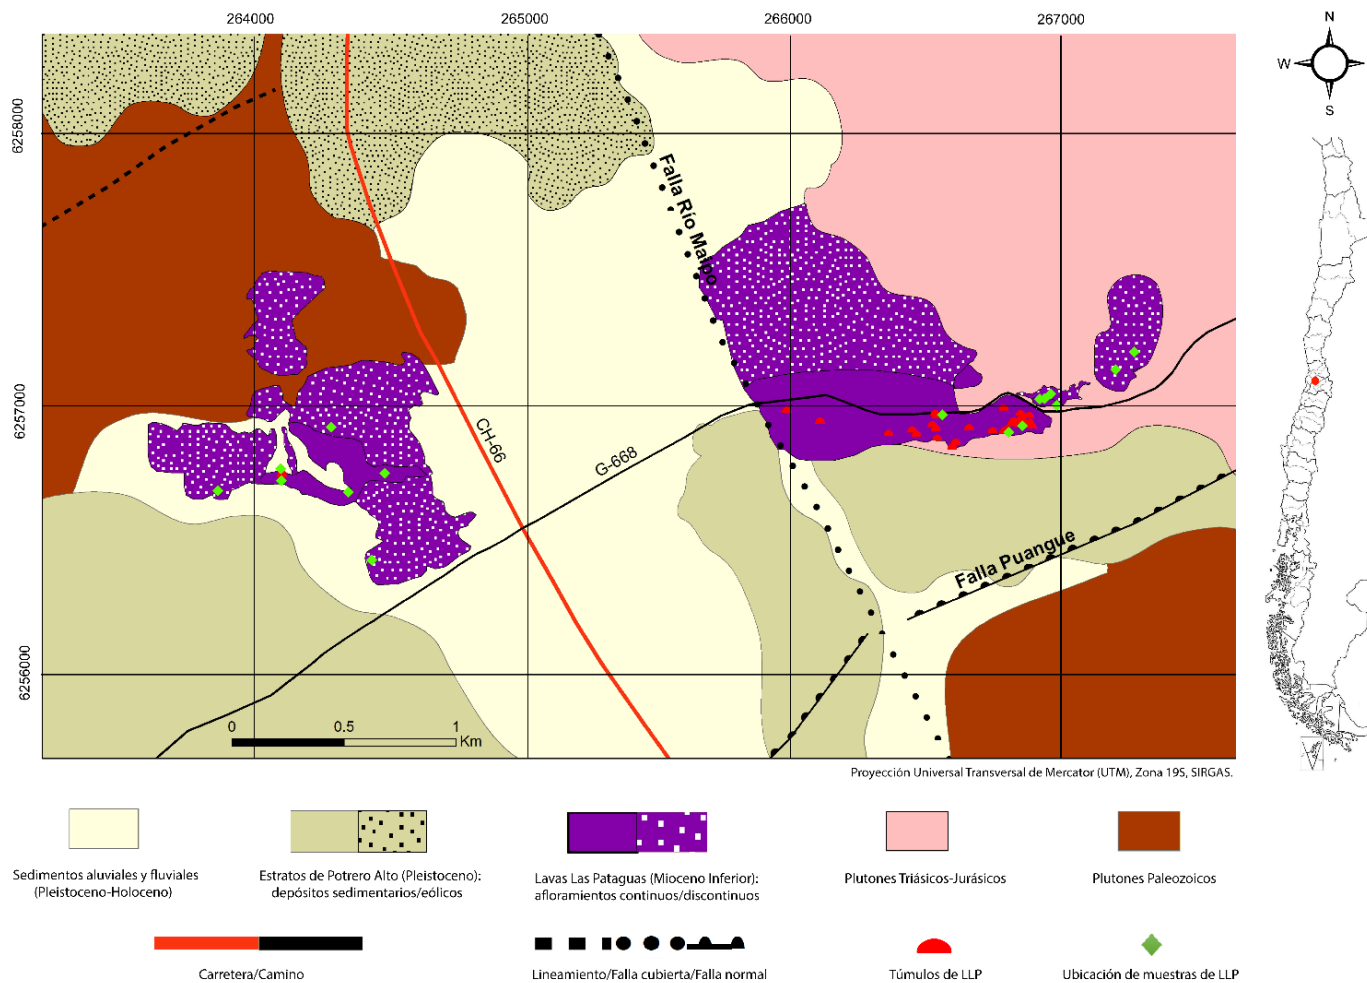 264000
265000
266000
267000
N
W
E
S
6258000
6257000
6256000
Falla Río Maipo
CH-66
G-668
Falla Puangue
0
0.5
1
Km
Proyección Universal Transversal de Mercator (UTM), Zona 19S, SIRGAS.
Sedimentos aluviales y fluviales
(Pleistoceno-Holoceno)
Estratos de Potrero Alto (Pleistoceno):
depósitos sedimentarios/eólicos
Lavas Las Pataguas (Mioceno Inferior):
afloramientos continuos/discontinuos
Plutones Triásicos-Jurásicos
Plutones Paleozoicos
Carretera/Camino
Lineamiento/Falla cubierta/Falla normal
Túmulos de LLP
Ubicación de muestras de LLP